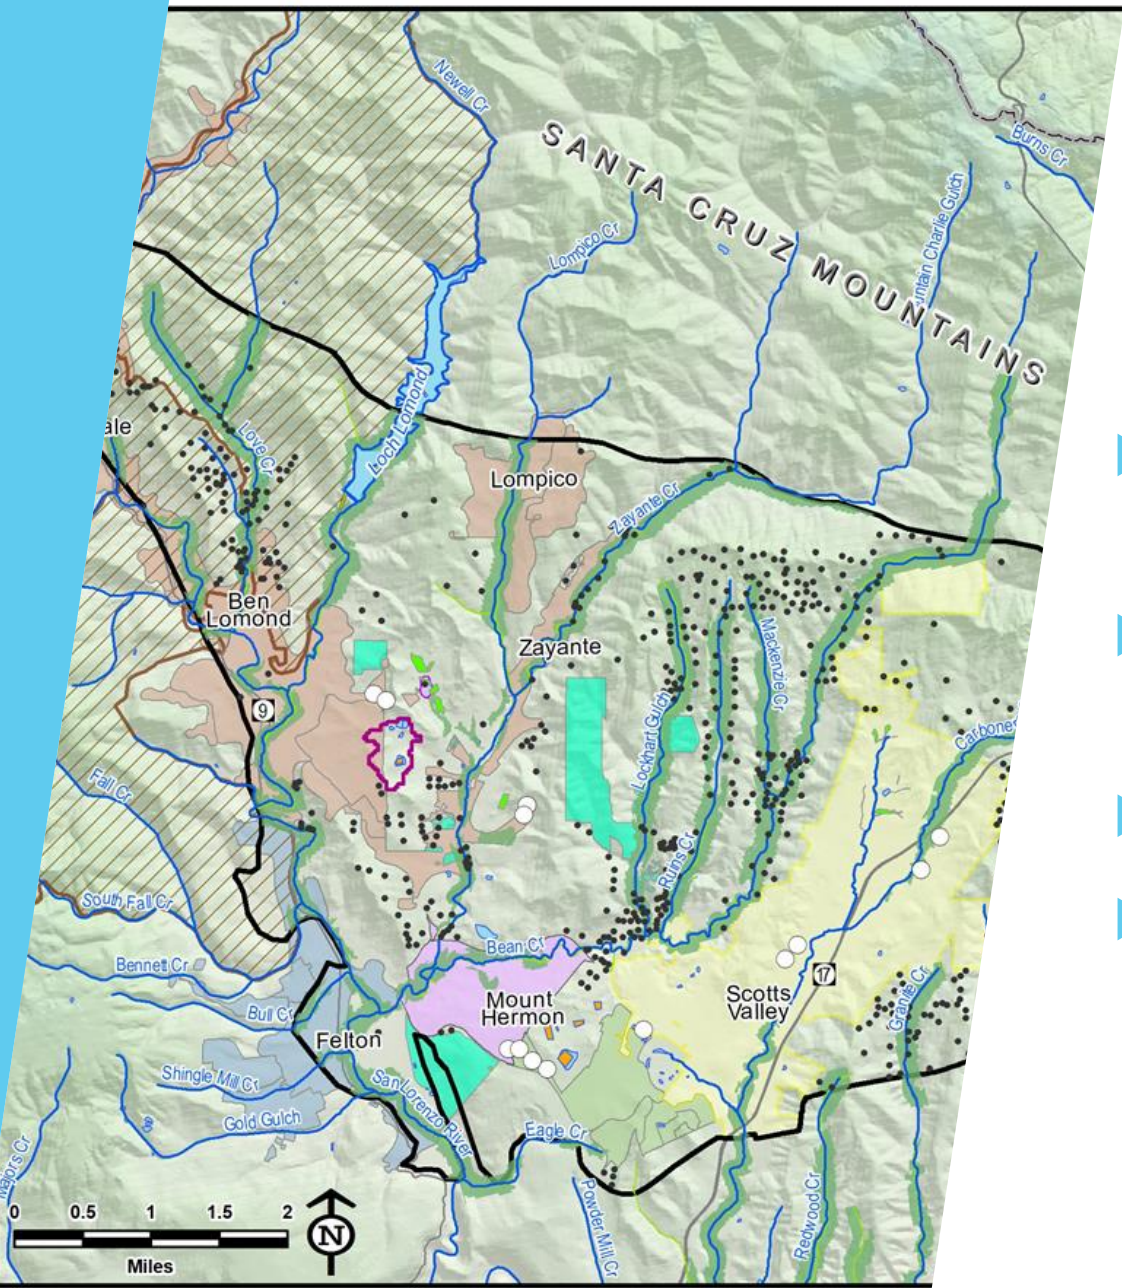 Newell Cr
SANTA CRUZ MOUNTAINS
Burns Cr
Lompico Cr
untain Charlie Gulch
Loch Lomond
ale
Love Cr
Lompico
Zayante Cr
Ben
Lomond
Zayante
Mackenzie Cr
9
Lockhart Gulch
Carbones
Fall Cr
Ruins Cr
South Fall Cr
Bean Cr
Bennett Cr
17
Mount
Hermon
Scotts
Valley
Granite Cr
Bull Cr
Felton
Shingle Mill Cr
San Lorenzo River
Gold Gulch
Eagle Cr
Majors Cr
Powder Mill Cr
Redwood Cr
0 0.5 1 1.5 2
Miles
N